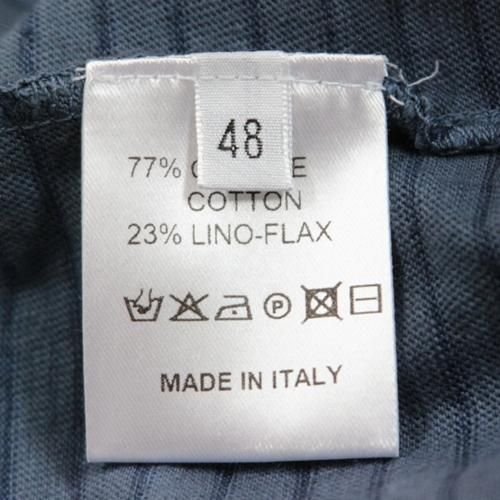 48
77%
COTTON
23% LINO-FLAX
P
MADE IN ITALY